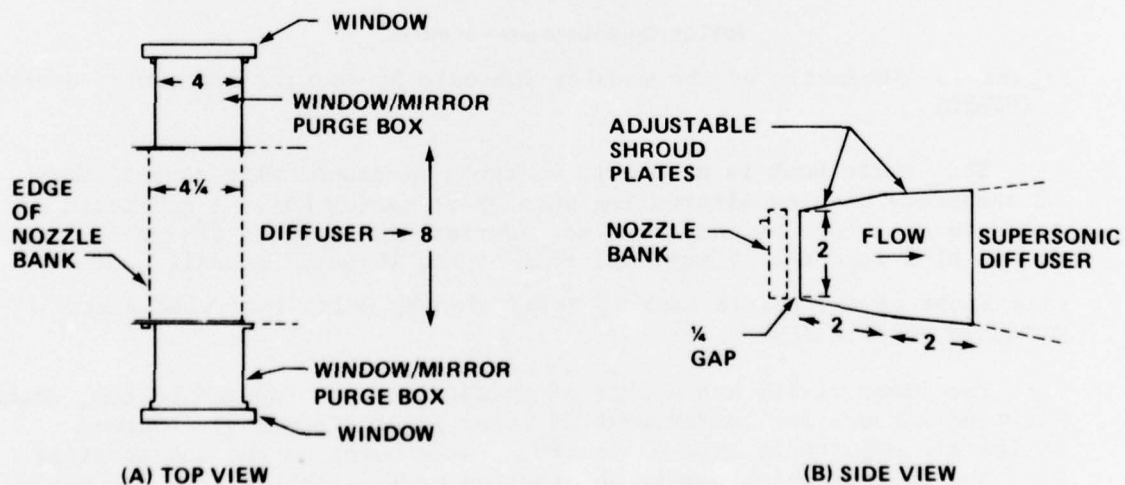 WINDOW
4
WINDOW/MIRROR
PURGE BOX
EDGE
OF
NOZZLE
BANK
4¼
DIFFUSER
8
WINDOW/MIRROR
PURGE BOX
WINDOW
(A) TOP VIEW
ADJUSTABLE
SHROUD
PLATES
NOZZLE
BANK
2
FLOW
SUPERSONIC
DIFFUSER
¼
GAP
2
2
(B) SIDE VIEW